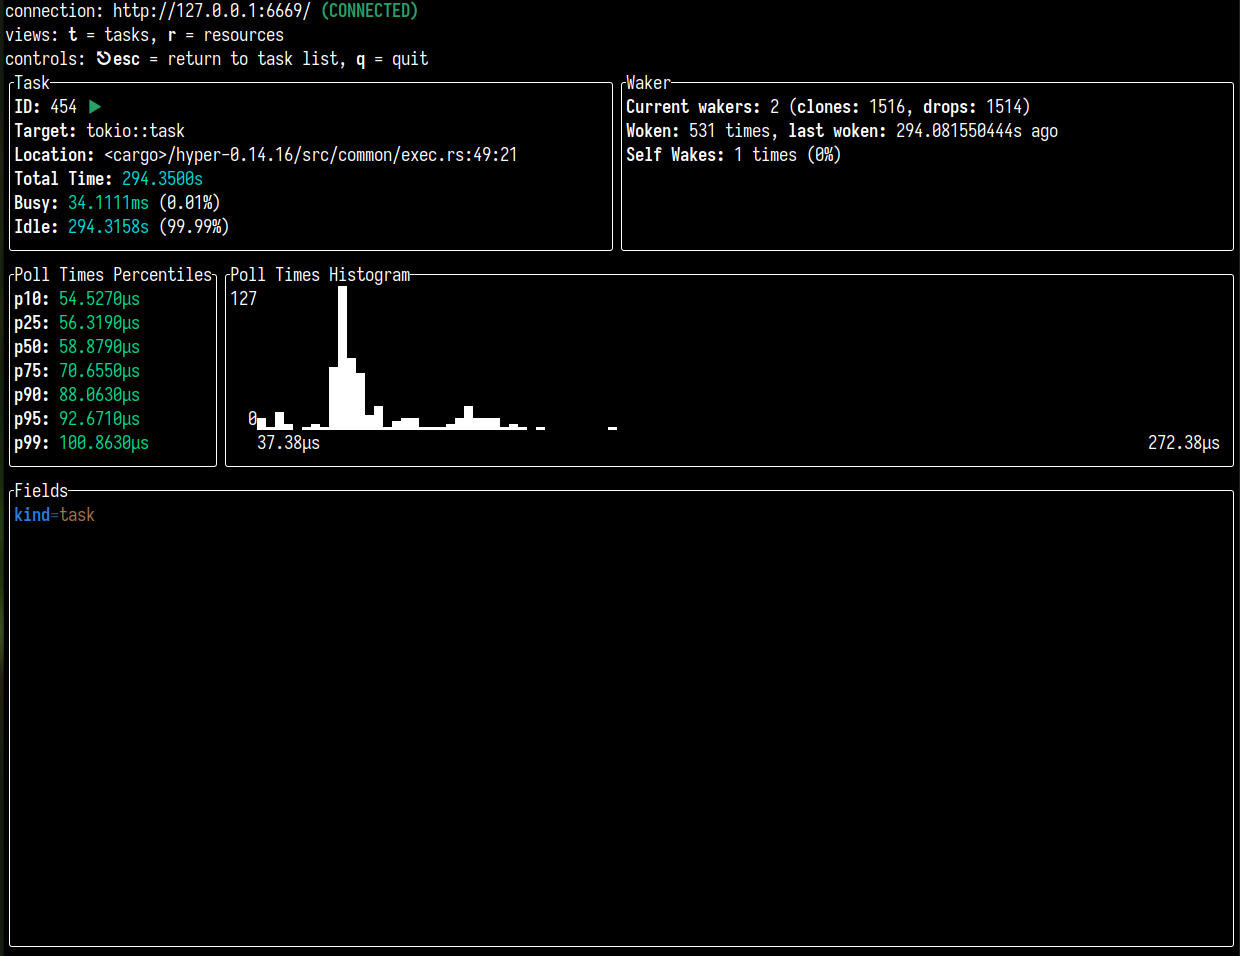 connection: http://127.0.0.1:6669/ (CONNECTED)
views: t = tasks, r = resources
controls: ⎋esc = return to task list, q = quit
Task
ID: 454 ▶
Target: tokio::task
Location: <cargo>/hyper-0.14.16/src/common/exec.rs:49:21
Total Time: 294.3500s
Busy: 34.1111ms (0.01%)
Idle: 294.3158s (99.99%)
Waker
Current wakers: 2 (clones: 1516, drops: 1514)
Woken: 531 times, last woken: 294.081550444s ago
Self Wakes: 1 times (0%)
Poll Times Percentiles
p10: 54.5270µs
p25: 56.3190µs
p50: 58.8790µs
p75: 70.6550µs
p90: 88.0630µs
p95: 92.6710µs
p99: 100.8630µs
Poll Times Histogram
127
0
37.38µs 272.38µs
Fields
kind=task